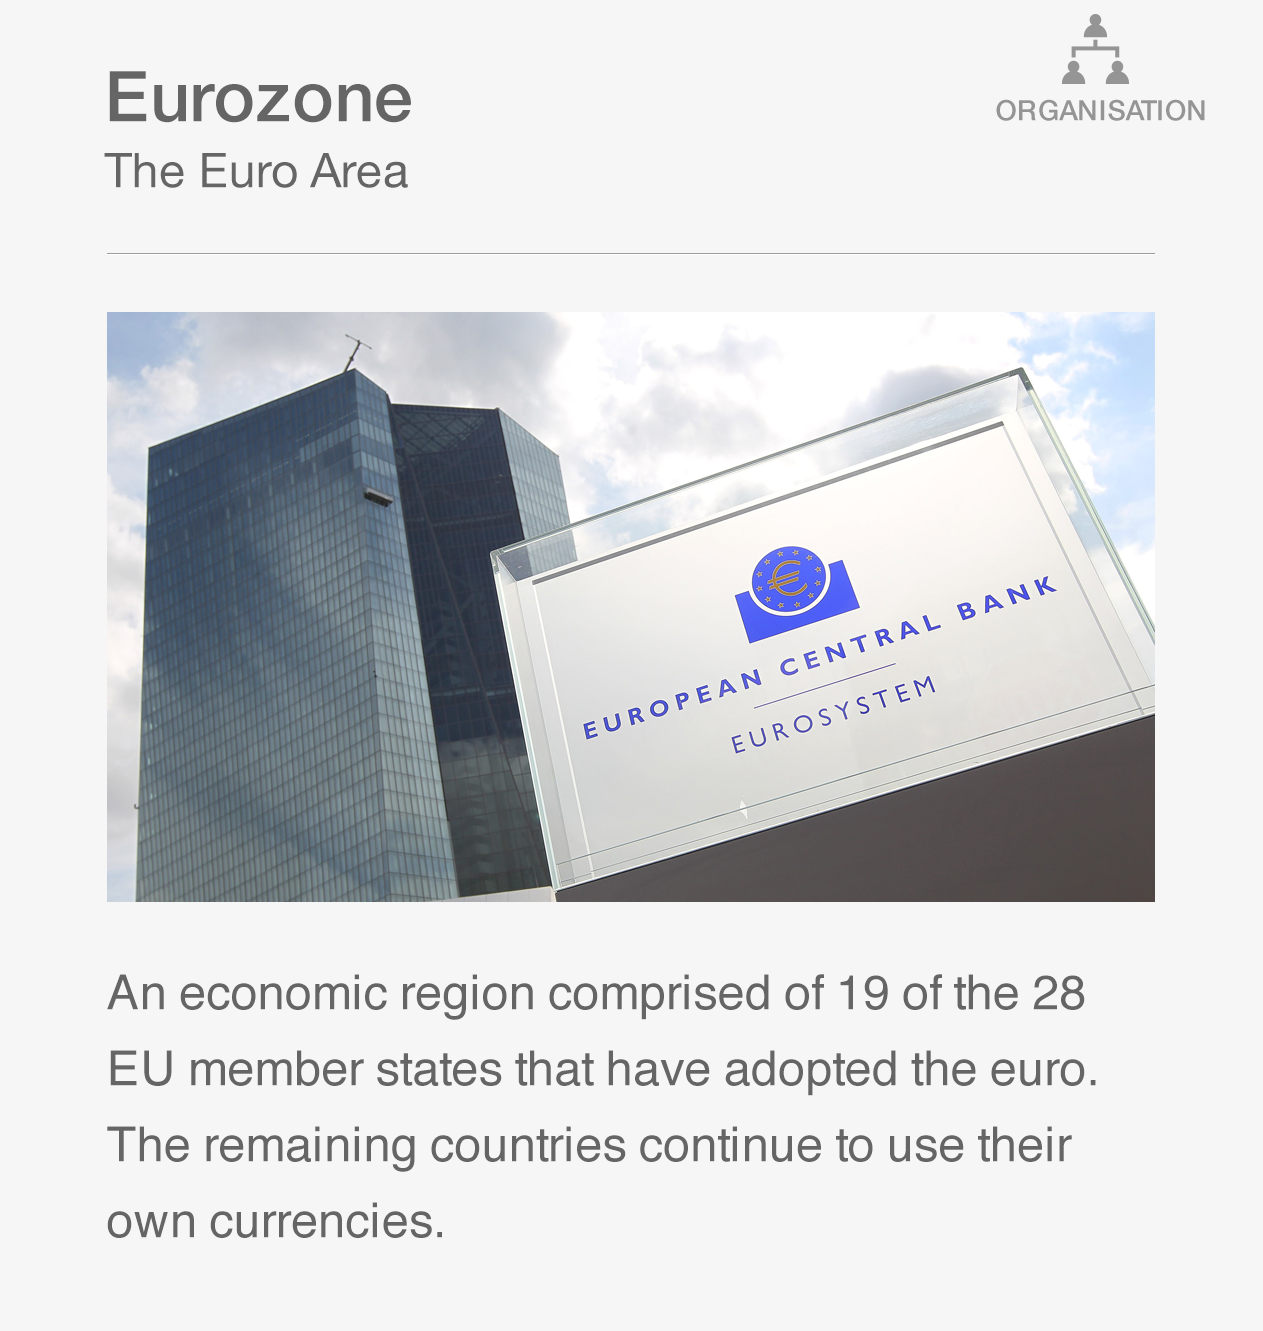 Eurozone
The Euro Area
ORGANISATION
EUROPEAN CENTRAL BANK
EUROSYSTEM
An economic region comprised of 19 of the 28
EU member states that have adopted the euro.
The remaining countries continue to use their
own currencies.